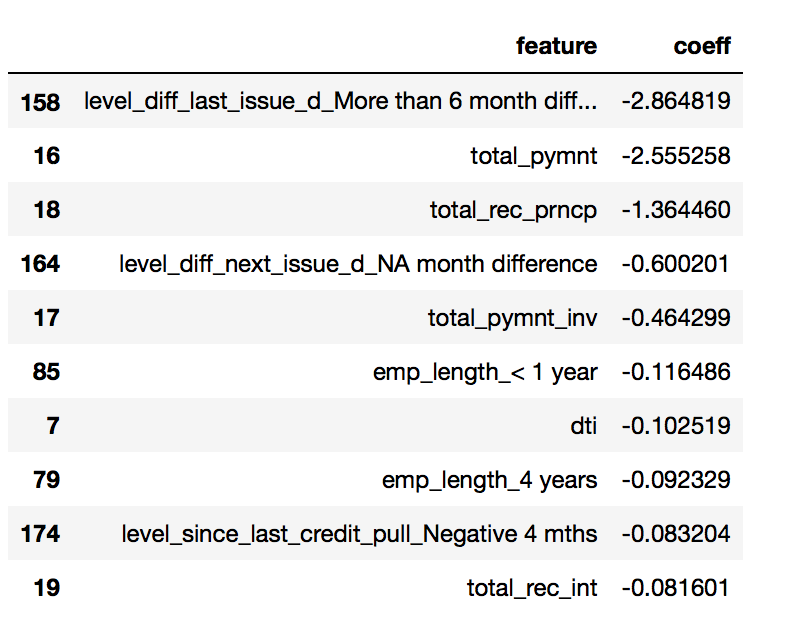 feature coeff
158 level_diff_last_issue_d_More than 6 month diff... -2.864819
16 total_pymnt -2.555258
18 total_rec_prncp -1.364460
164 level_diff_next_issue_d_NA month difference -0.600201
17 total_pymnt_inv -0.464299
85 emp_length_< 1 year -0.116486
7 dti -0.102519
79 emp_length_4 years -0.092329
174 level_since_last_credit_pull_Negative 4 mths -0.083204
19 total_rec_int -0.081601